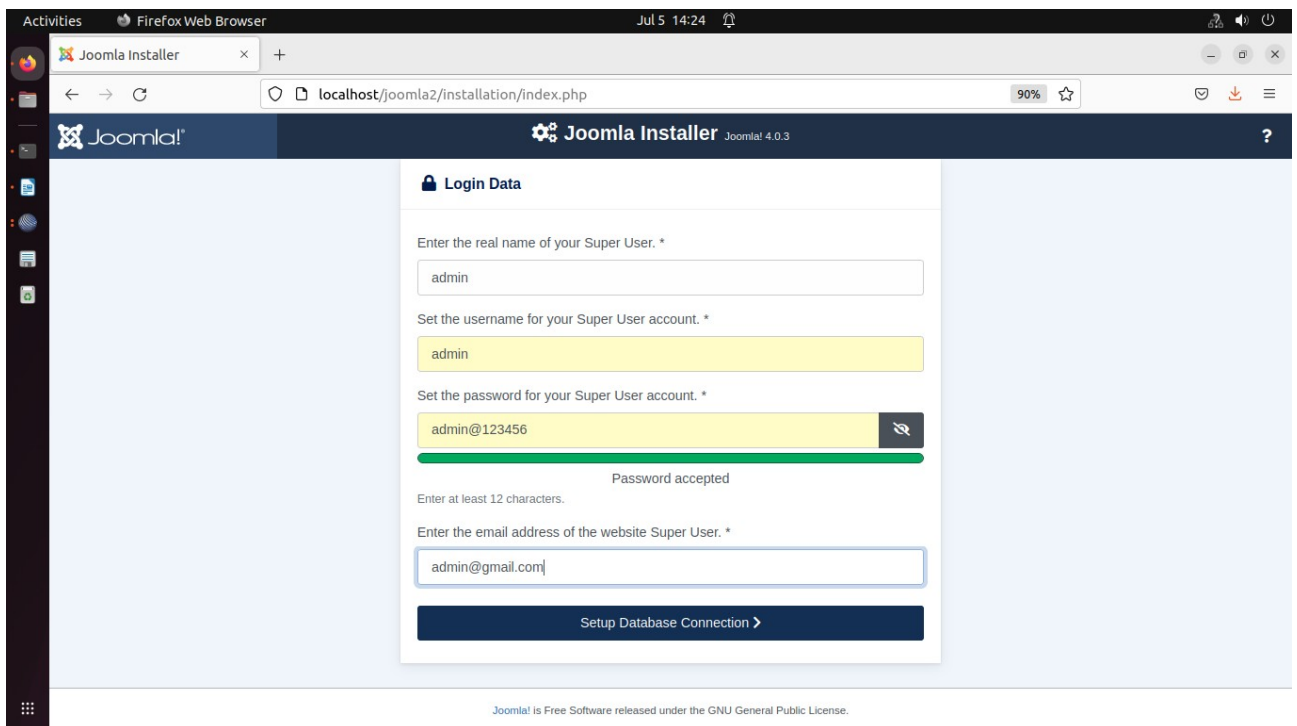 Activities Firefox Web Browser Jul 5 14:24
Joomla Installer
localhost/joomla2/installation/index.php 90%
Joomla!® Joomla Installer Joomla! 4.0.3 ?
Login Data
Enter the real name of your Super User. *
admin
Set the username for your Super User account. *
admin
Set the password for your Super User account. *
admin@123456
Password accepted
Enter at least 12 characters.
Enter the email address of the website Super User. *
admin@gmail.com
Setup Database Connection
Joomla! is Free Software released under the GNU General Public License.